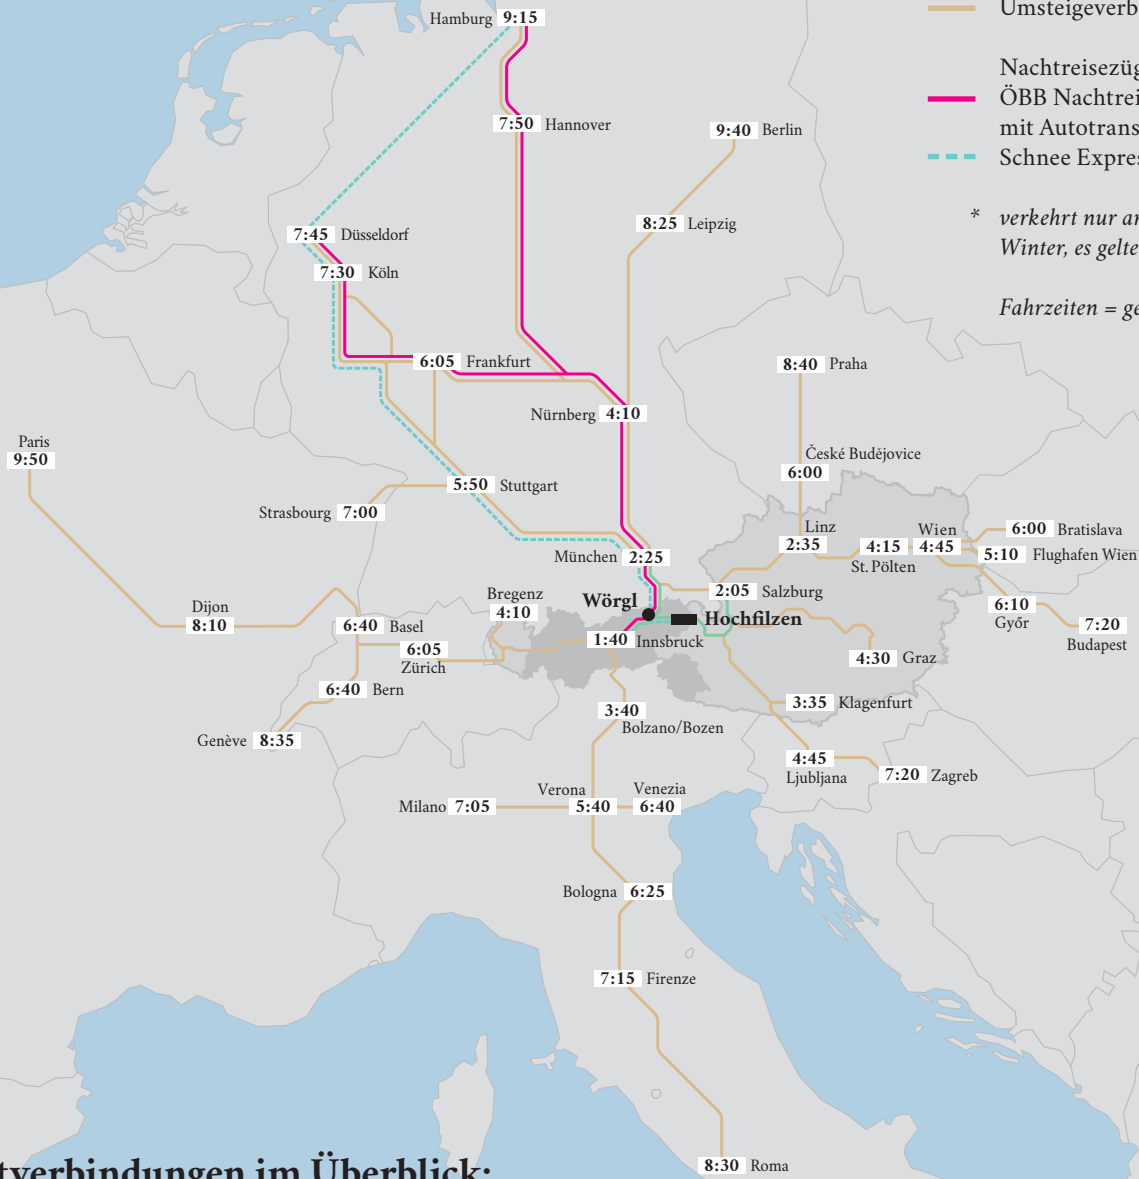 Hamburg 9:15
Umsteigeverb
Nachtreisezüg
ÖBB Nachtrei
mit Autotrans
Schnee Expres
* verkehrt nur an
Winter, es gelte
Fahrzeiten = ge
7:50 Hannover
9:40 Berlin
8:25 Leipzig
7:45 Düsseldorf
7:30 Köln
6:05 Frankfurt
8:40 Praha
Nürnberg 4:10
Paris
9:50
České Budějovice
6:00
5:50 Stuttgart
Strasbourg 7:00
Linz
2:35
Wien
4:15 4:45
St. Pölten
6:00 Bratislava
5:10 Flughafen Wien
München 2:25
2:05 Salzburg
Bregenz
4:10
Wörgl
Hochfilzen
6:10
Győr
7:20
Budapest
Dijon
8:10
6:40 Basel
6:05
Zürich
1:40 Innsbruck
4:30 Graz
6:40 Bern
3:40
Bolzano/Bozen
3:35 Klagenfurt
Genève 8:35
4:45
Ljubljana
7:20 Zagreb
Verona
Venezia
Milano 7:05 5:40 6:40
Bologna 6:25
7:15 Firenze
8:30 Roma
tverbindungen im Überblick: